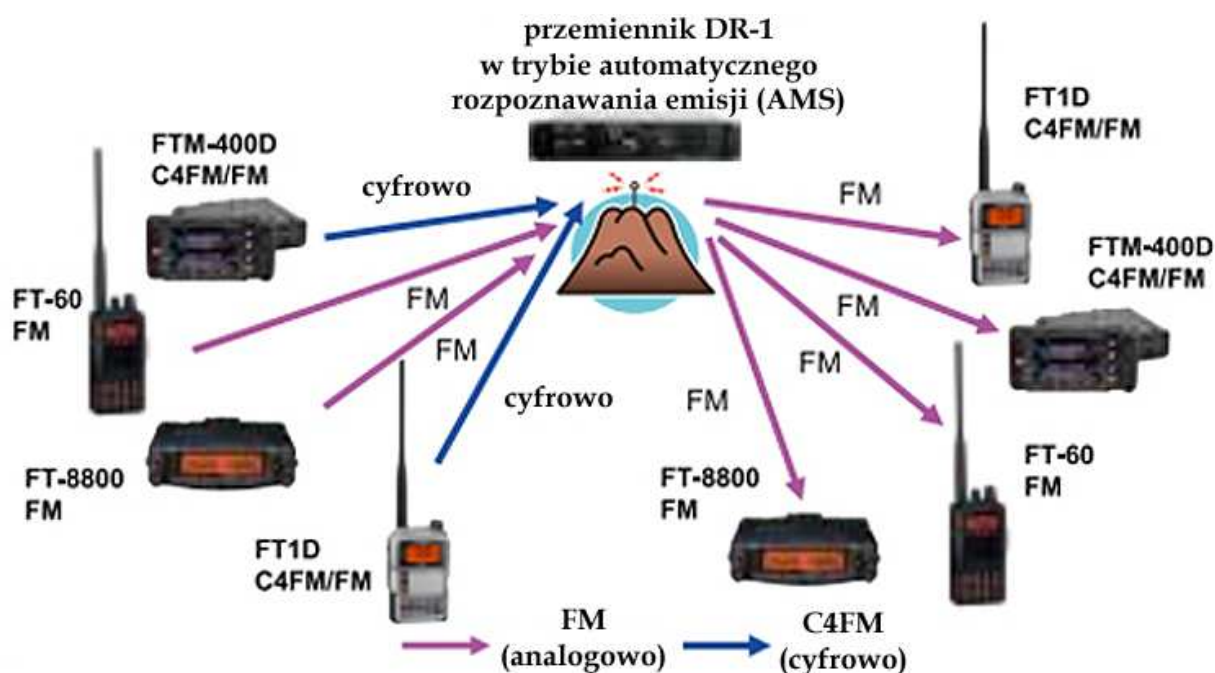 przemiennik DR-1
w trybie automatycznego
rozpoznawania emisji (AMS)
FT1D
C4FM/FM
FTM-400D
C4FM/FM
cyfrowo
FM
FTM-400D
C4FM/FM
FT-60
FM
FM
FM
FM
FM
cyfrowo
FM
FT-8800
FM
FT-8800
FM
FT-60
FM
FT1D
C4FM/FM
FM
(analogowo)
C4FM
(cyfrowo)